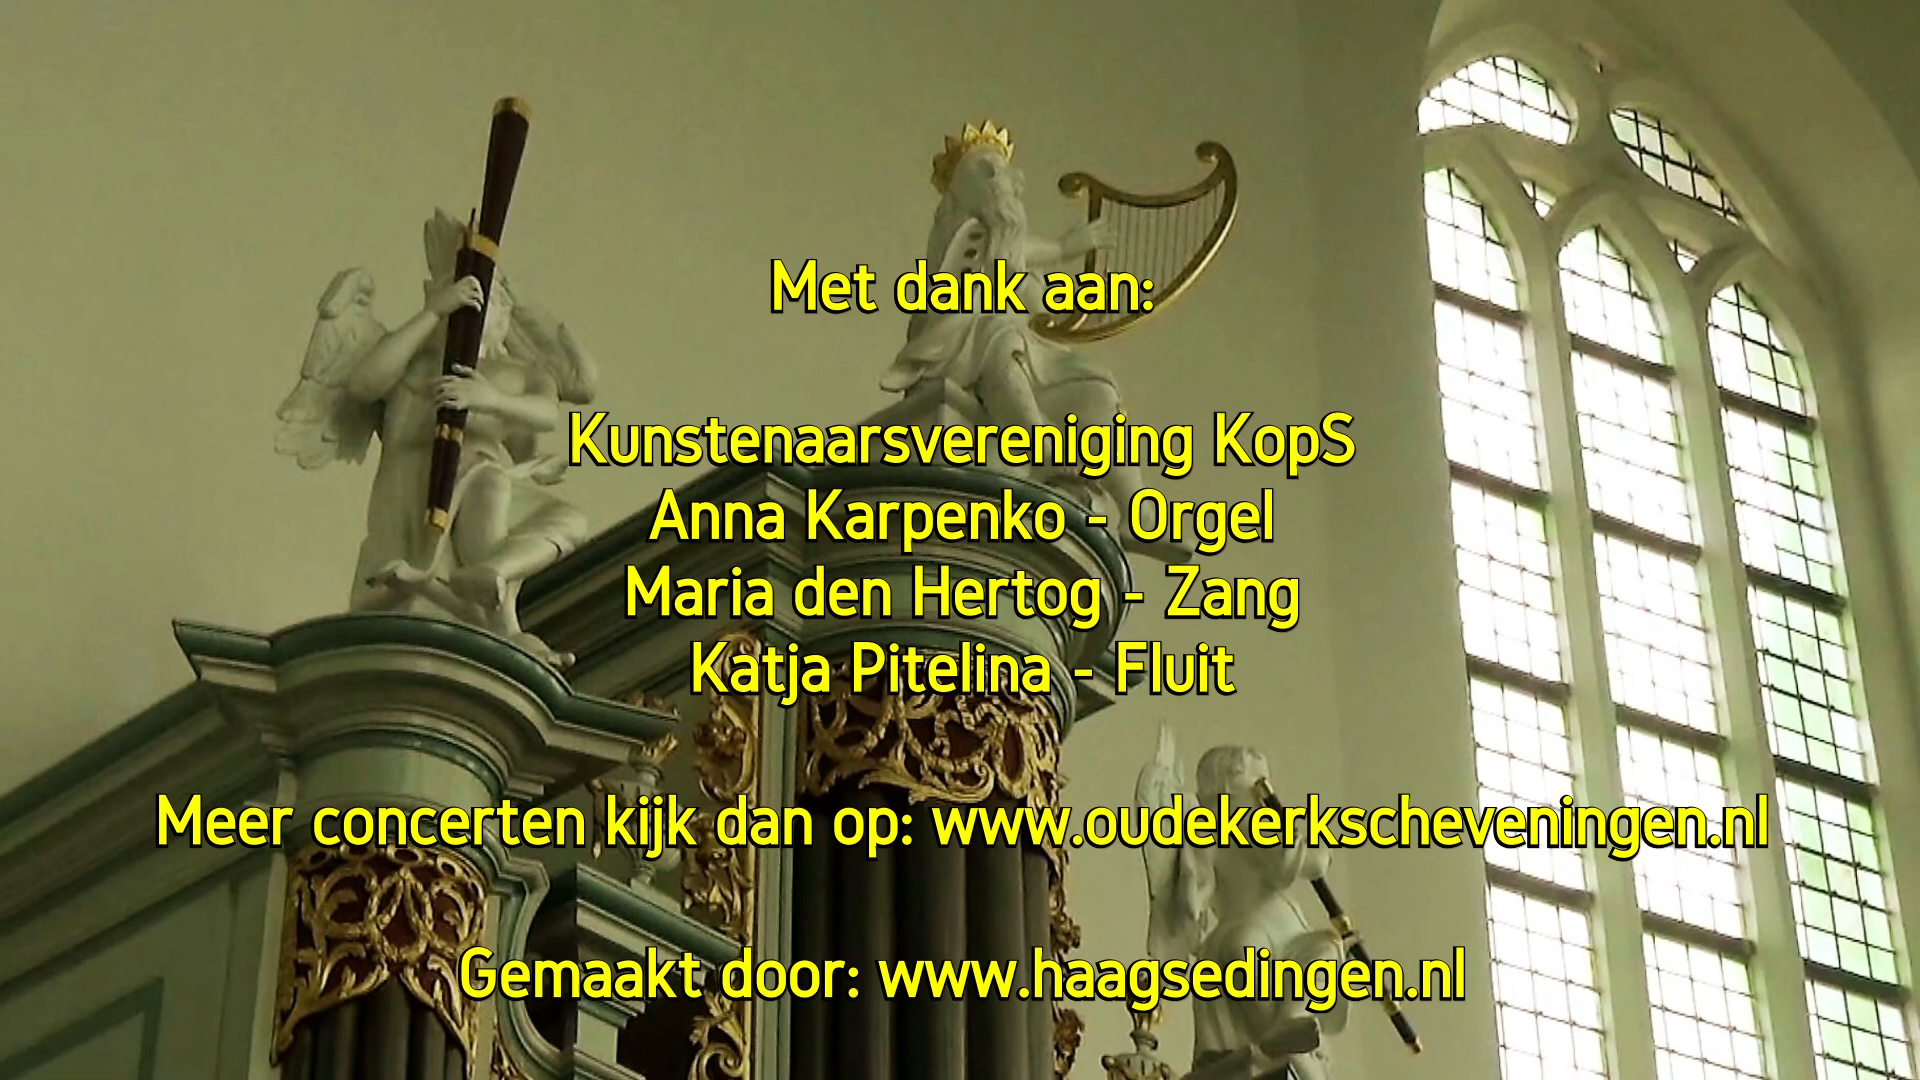 Met dank aan:
Kunstenaarsvereniging KopS
Anna Karpenko - Orgel
Maria den Hertog - Zang
Katja Pitelina - Fluit
Meer concerten kijk dan op: www.oudekerkscheveningen.nl
Gemaakt door: www.haagsedingen.nl